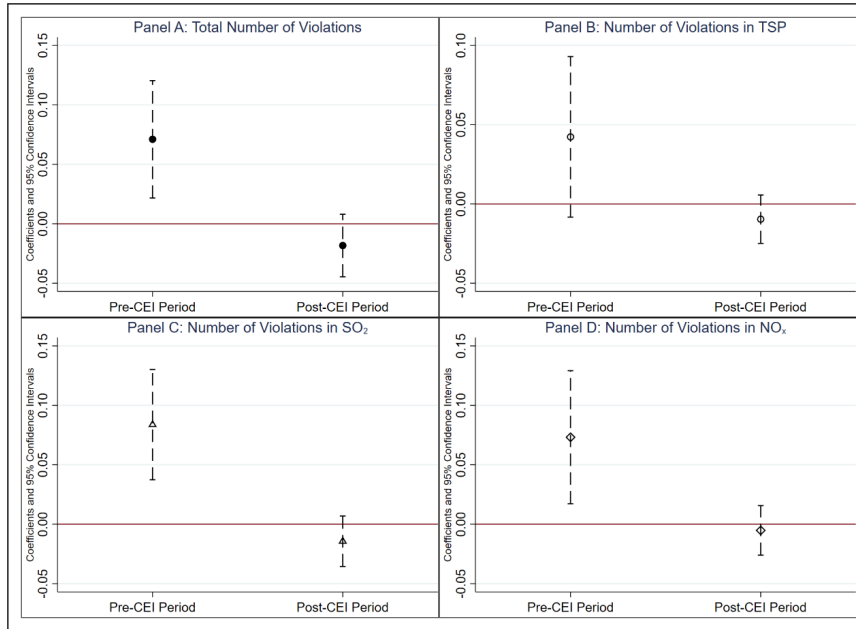 Panel A: Total Number of Violations
Coefficients and 95% Confidence Intervals
0.15
0.10
0.05
0.00
-0.05
Pre-CEI Period
Post-CEI Period
Panel B: Number of Violations in TSP
Coefficients and 95% Confidence Intervals
0.10
0.05
0.00
-0.05
Pre-CEI Period
Post-CEI Period
Panel C: Number of Violations in SO₂
Coefficients and 95% Confidence Intervals
0.15
0.10
0.05
0.00
-0.05
Pre-CEI Period
Post-CEI Period
Panel D: Number of Violations in NOₓ
Coefficients and 95% Confidence Intervals
0.15
0.10
0.05
0.00
-0.05
Pre-CEI Period
Post-CEI Period